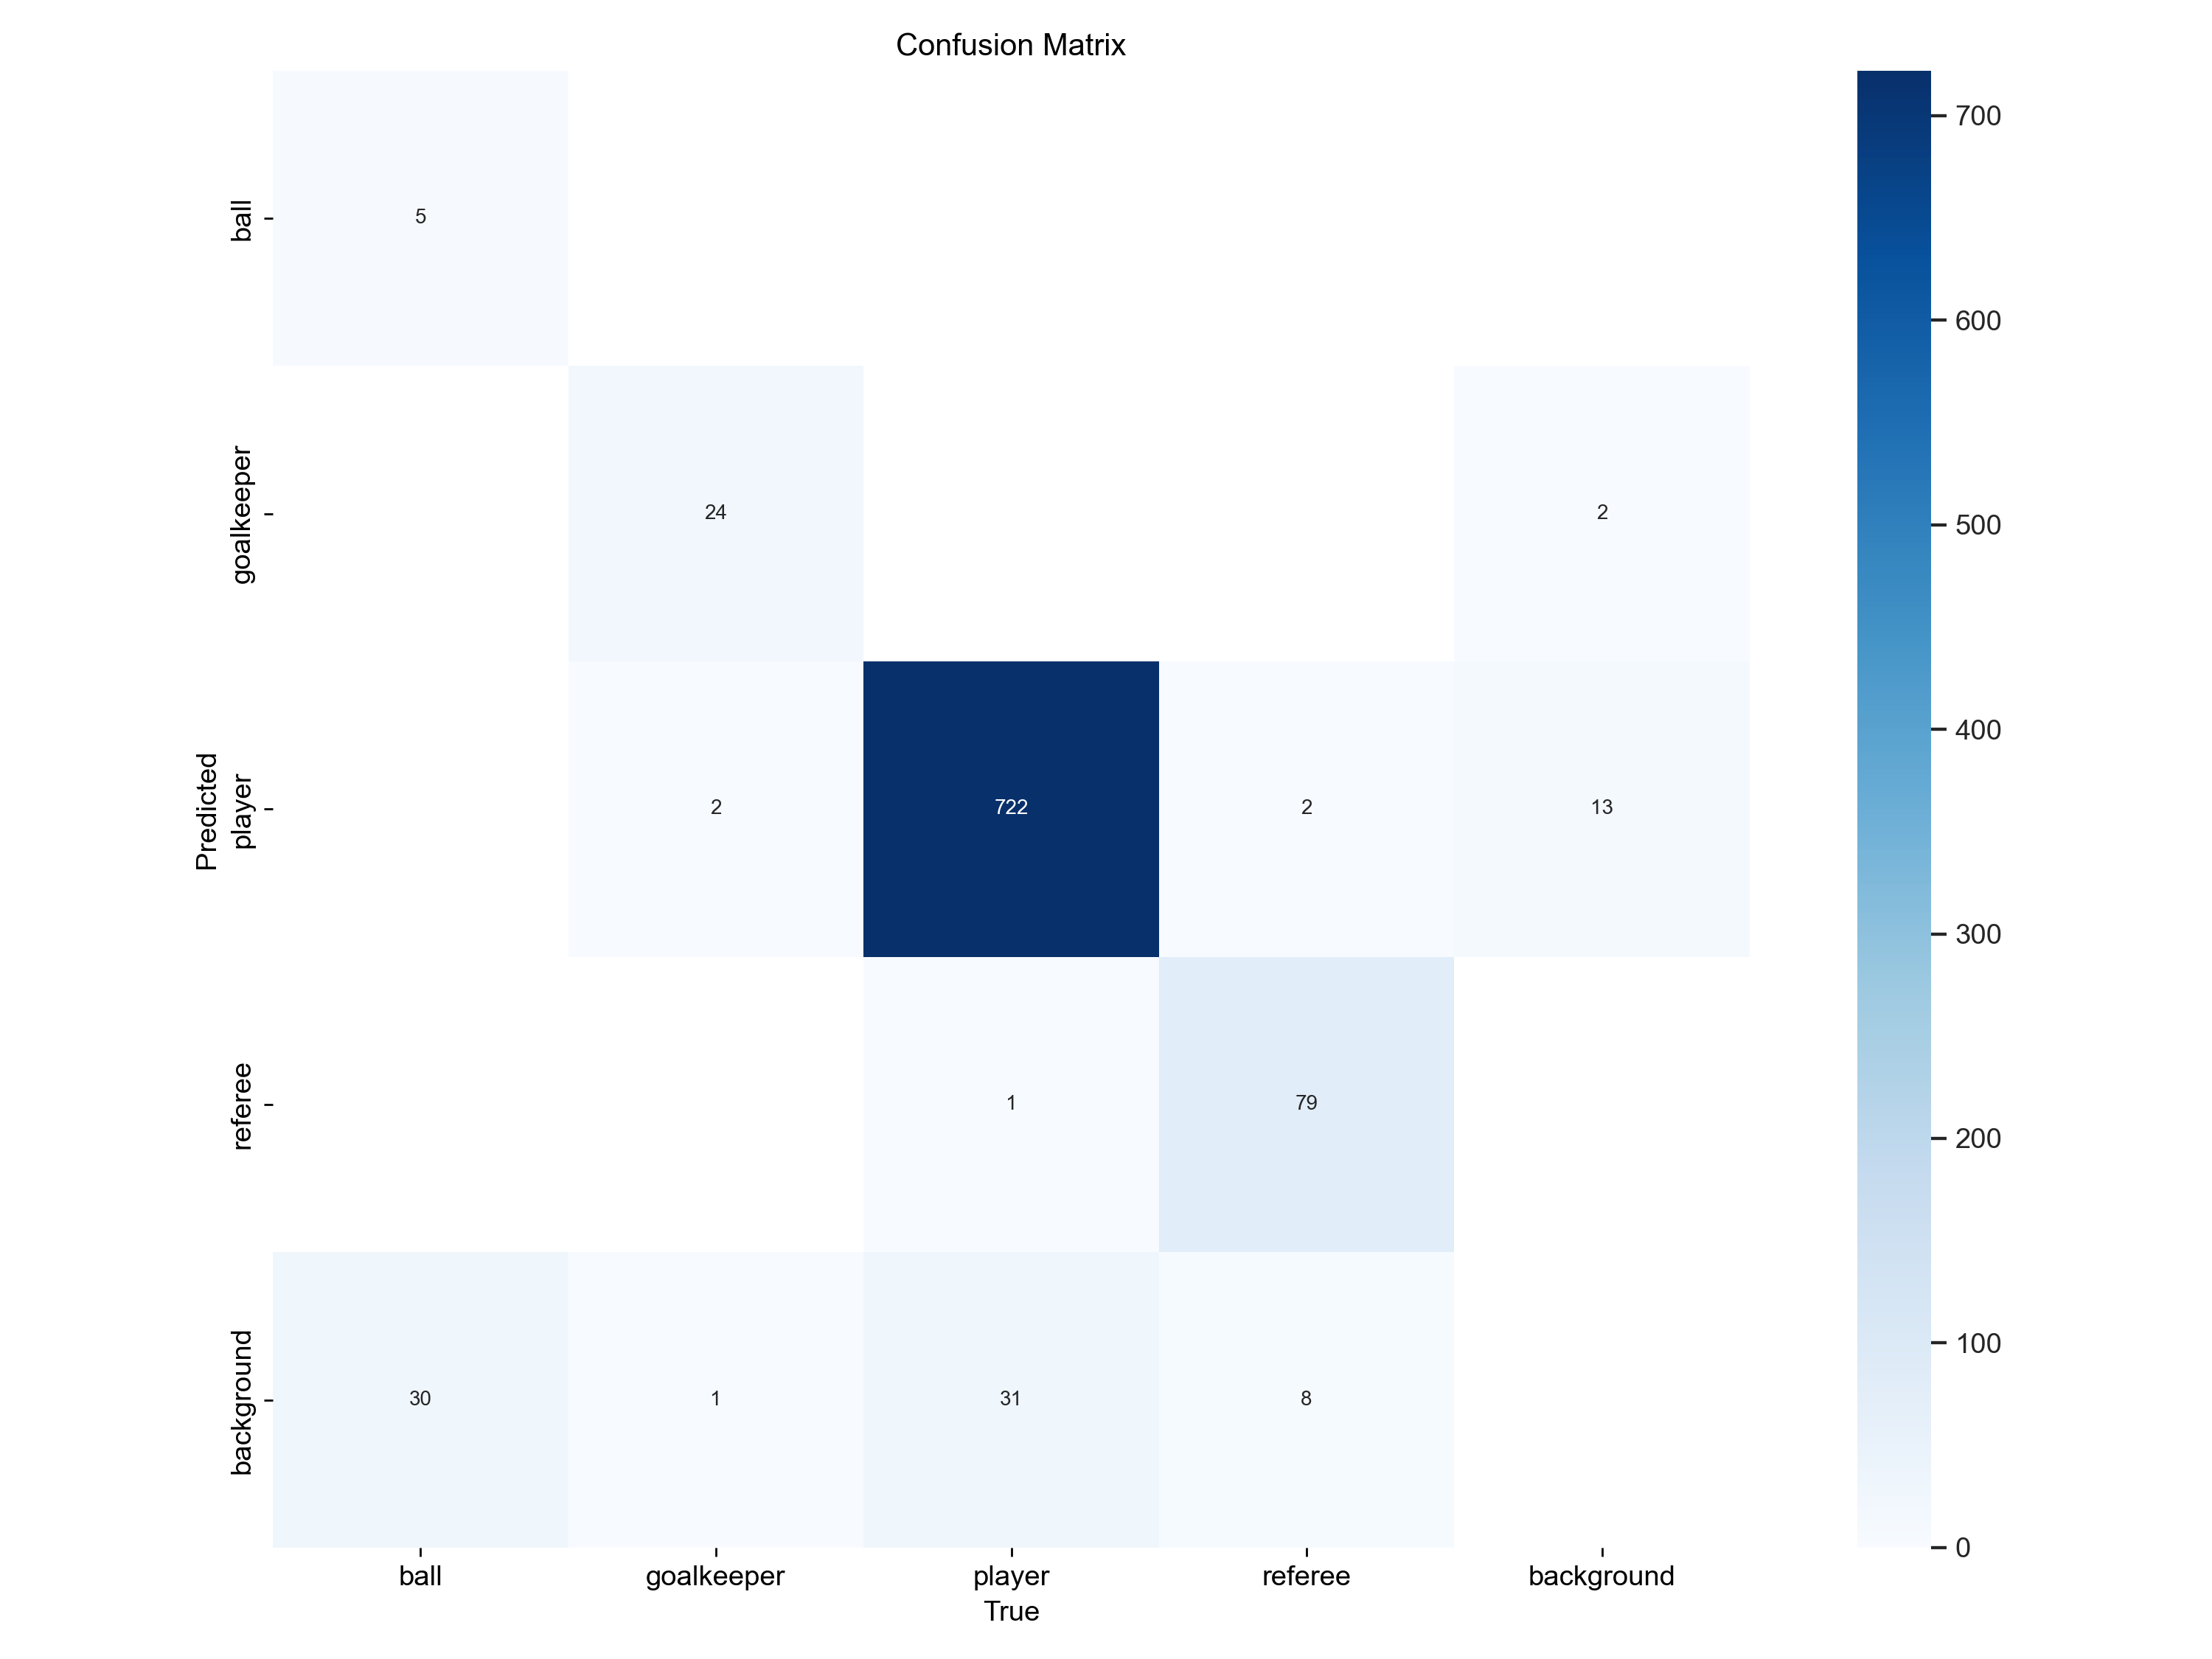 Confusion Matrix
ball
goalkeeper
player
referee
background
Predicted
5
24
2
2
722
2
13
1
79
30
1
31
8
ball goalkeeper player referee background
True
700
600
500
400
300
200
100
0